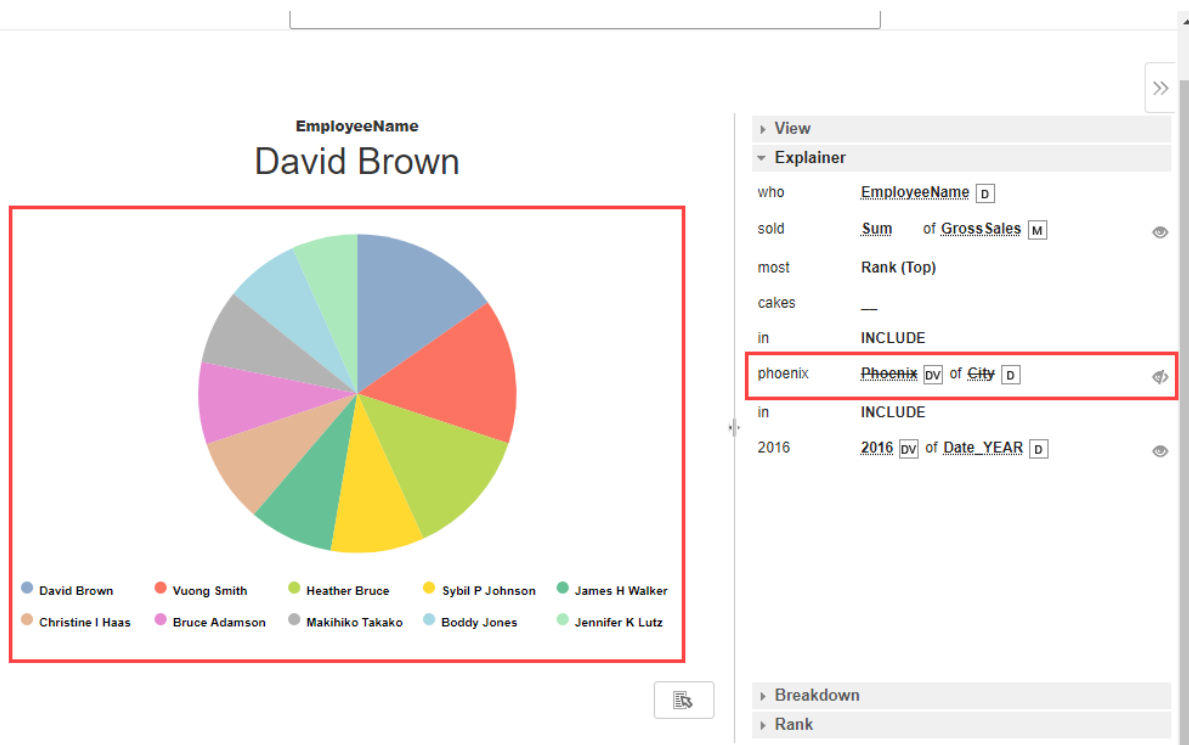 EmployeeName
David Brown
David Brown Vuong Smith Heather Bruce Sybil P Johnson James H Walker
Christine I Haas Bruce Adamson Makihiko Takako Boddy Jones Jennifer K Lutz
View
Explainer
who EmployeeName D
sold Sum of GrossSales M
most Rank (Top)
cakes __
in INCLUDE
phoenix Phoenix DV of City D
in INCLUDE
2016 2016 DV of Date_YEAR D
Breakdown
Rank